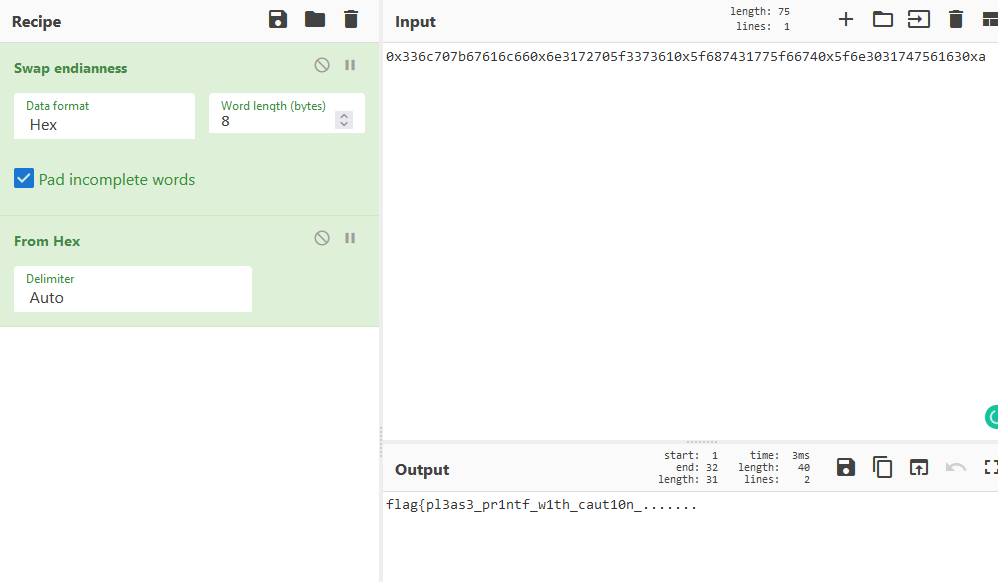 Recipe
Swap endianness
Data format
Hex
Word length (bytes)
8
Pad incomplete words
From Hex
Delimiter
Auto
Input
length: 75
lines: 1
0x336c707b67616c660x6e3172705f3373610x5f687431775f66740x5f6e3031747561630xa
Output
start: 1
end: 32
length: 31
time: 3ms
length: 40
lines: 2
flag{pl3as3_pr1ntf_w1th_caut10n_.......